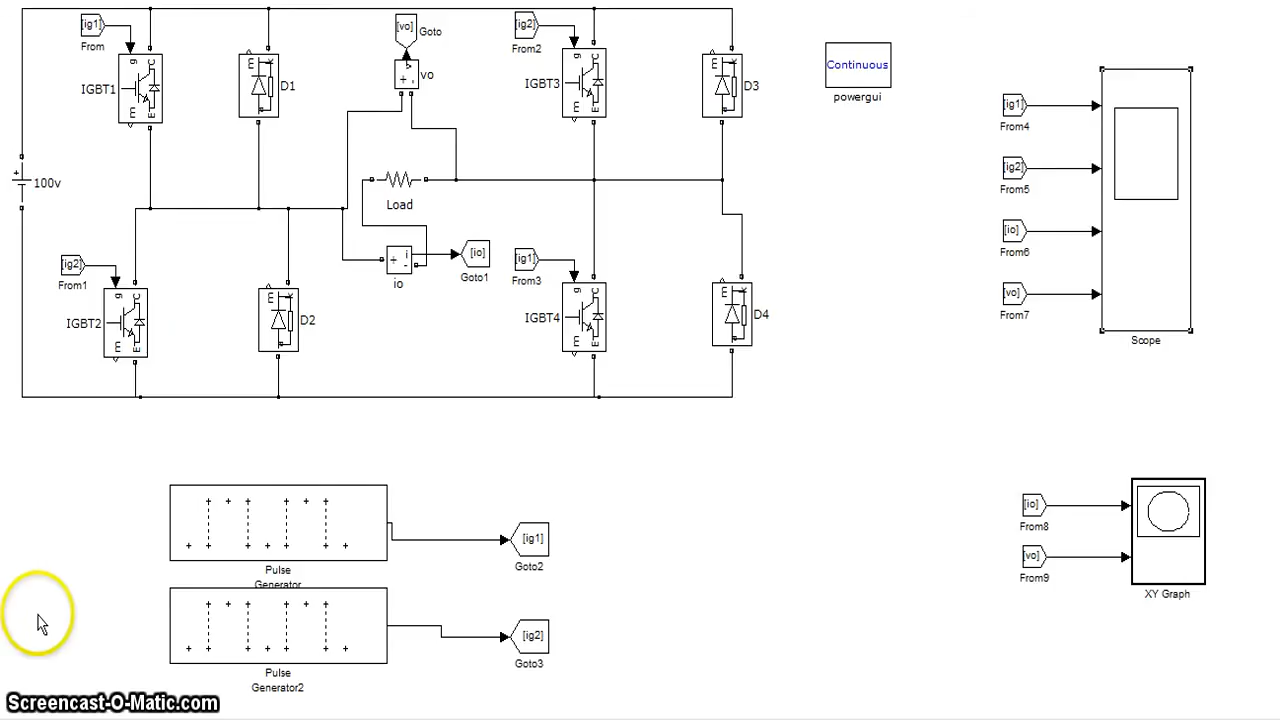 [ig1]
From
g
C
E
E
IGBT1
E
K
D1
[vo]
Goto
v
+
-
vo
[ig2]
From2
g
C
E
E
IGBT3
E
K
D3
Continuous
powergui
[ig1]
From4
[ig2]
From5
[io]
From6
[vo]
From7
Scope
+
100v
Load
[ig2]
From1
g
C
E
E
IGBT2
E
K
D2
+
i
-
io
[io]
Goto1
[ig1]
From3
g
C
E
E
IGBT4
E
K
D4
Pulse
Generator
[ig1]
Goto2
Pulse
Generator2
[ig2]
Goto3
[io]
From8
[vo]
From9
XY Graph
Screencast-O-Matic.com